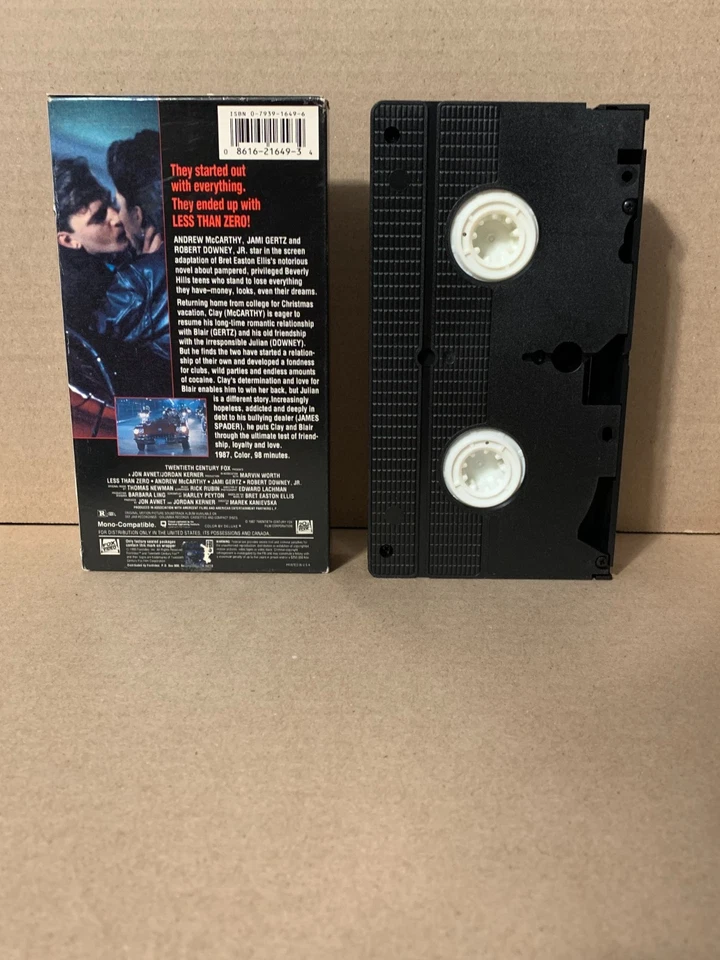 ISBN 0-7939-1649-6
0 8616-21649-3 4
They started out
with everything.
They ended up with
LESS THAN ZERO!
ANDREW McCARTHY, JAMI GERTZ and
ROBERT DOWNEY, JR. star in the screen
adaptation of Bret Easton Ellis's notorious
novel about pampered, privileged Beverly
Hills teens who stand to lose everything
they have–money, looks, even their dreams.
Returning home from college for Christmas
vacation, Clay (McCARTHY) is eager to
resume his long-time romantic relationship
with Blair (GERTZ) and his old friendship
with the irresponsible Julian (DOWNEY).
But he finds the two have started a relation-
ship of their own and developed a fondness
for clubs, wild parties and endless amounts
of cocaine. Clay's determination and love for
Blair enables him to win her back, but Julian
is a different story.Increasingly
hopeless, addicted and deeply in
debt to his bullying dealer (JAMES
SPADER), he puts Clay and Blair
through the ultimate test of friend-
ship, loyalty and love.
1987. Color, 98 minutes.
TWENTIETH CENTURY FOX
A JON AVNET/JORDAN KERNER MARVIN WORTH
LESS THAN ZERO • ANDREW McCARTHY • JAMI GERTZ • ROBERT DOWNEY, JR.
THOMAS NEWMAN RICK RUBIN EDWARD LACHMAN
BARBARA LING HARLEY PEYTON BRET EASTON ELLIS
JON AVNET JORDAN KERNER MAREK KANIEVSKA
Mono-Compatible. COLOR BY DE LUXE
FOR DISTRIBUTION ONLY IN THE UNITED STATES, ITS POSSESSIONS AND CANADA.
WARNING: